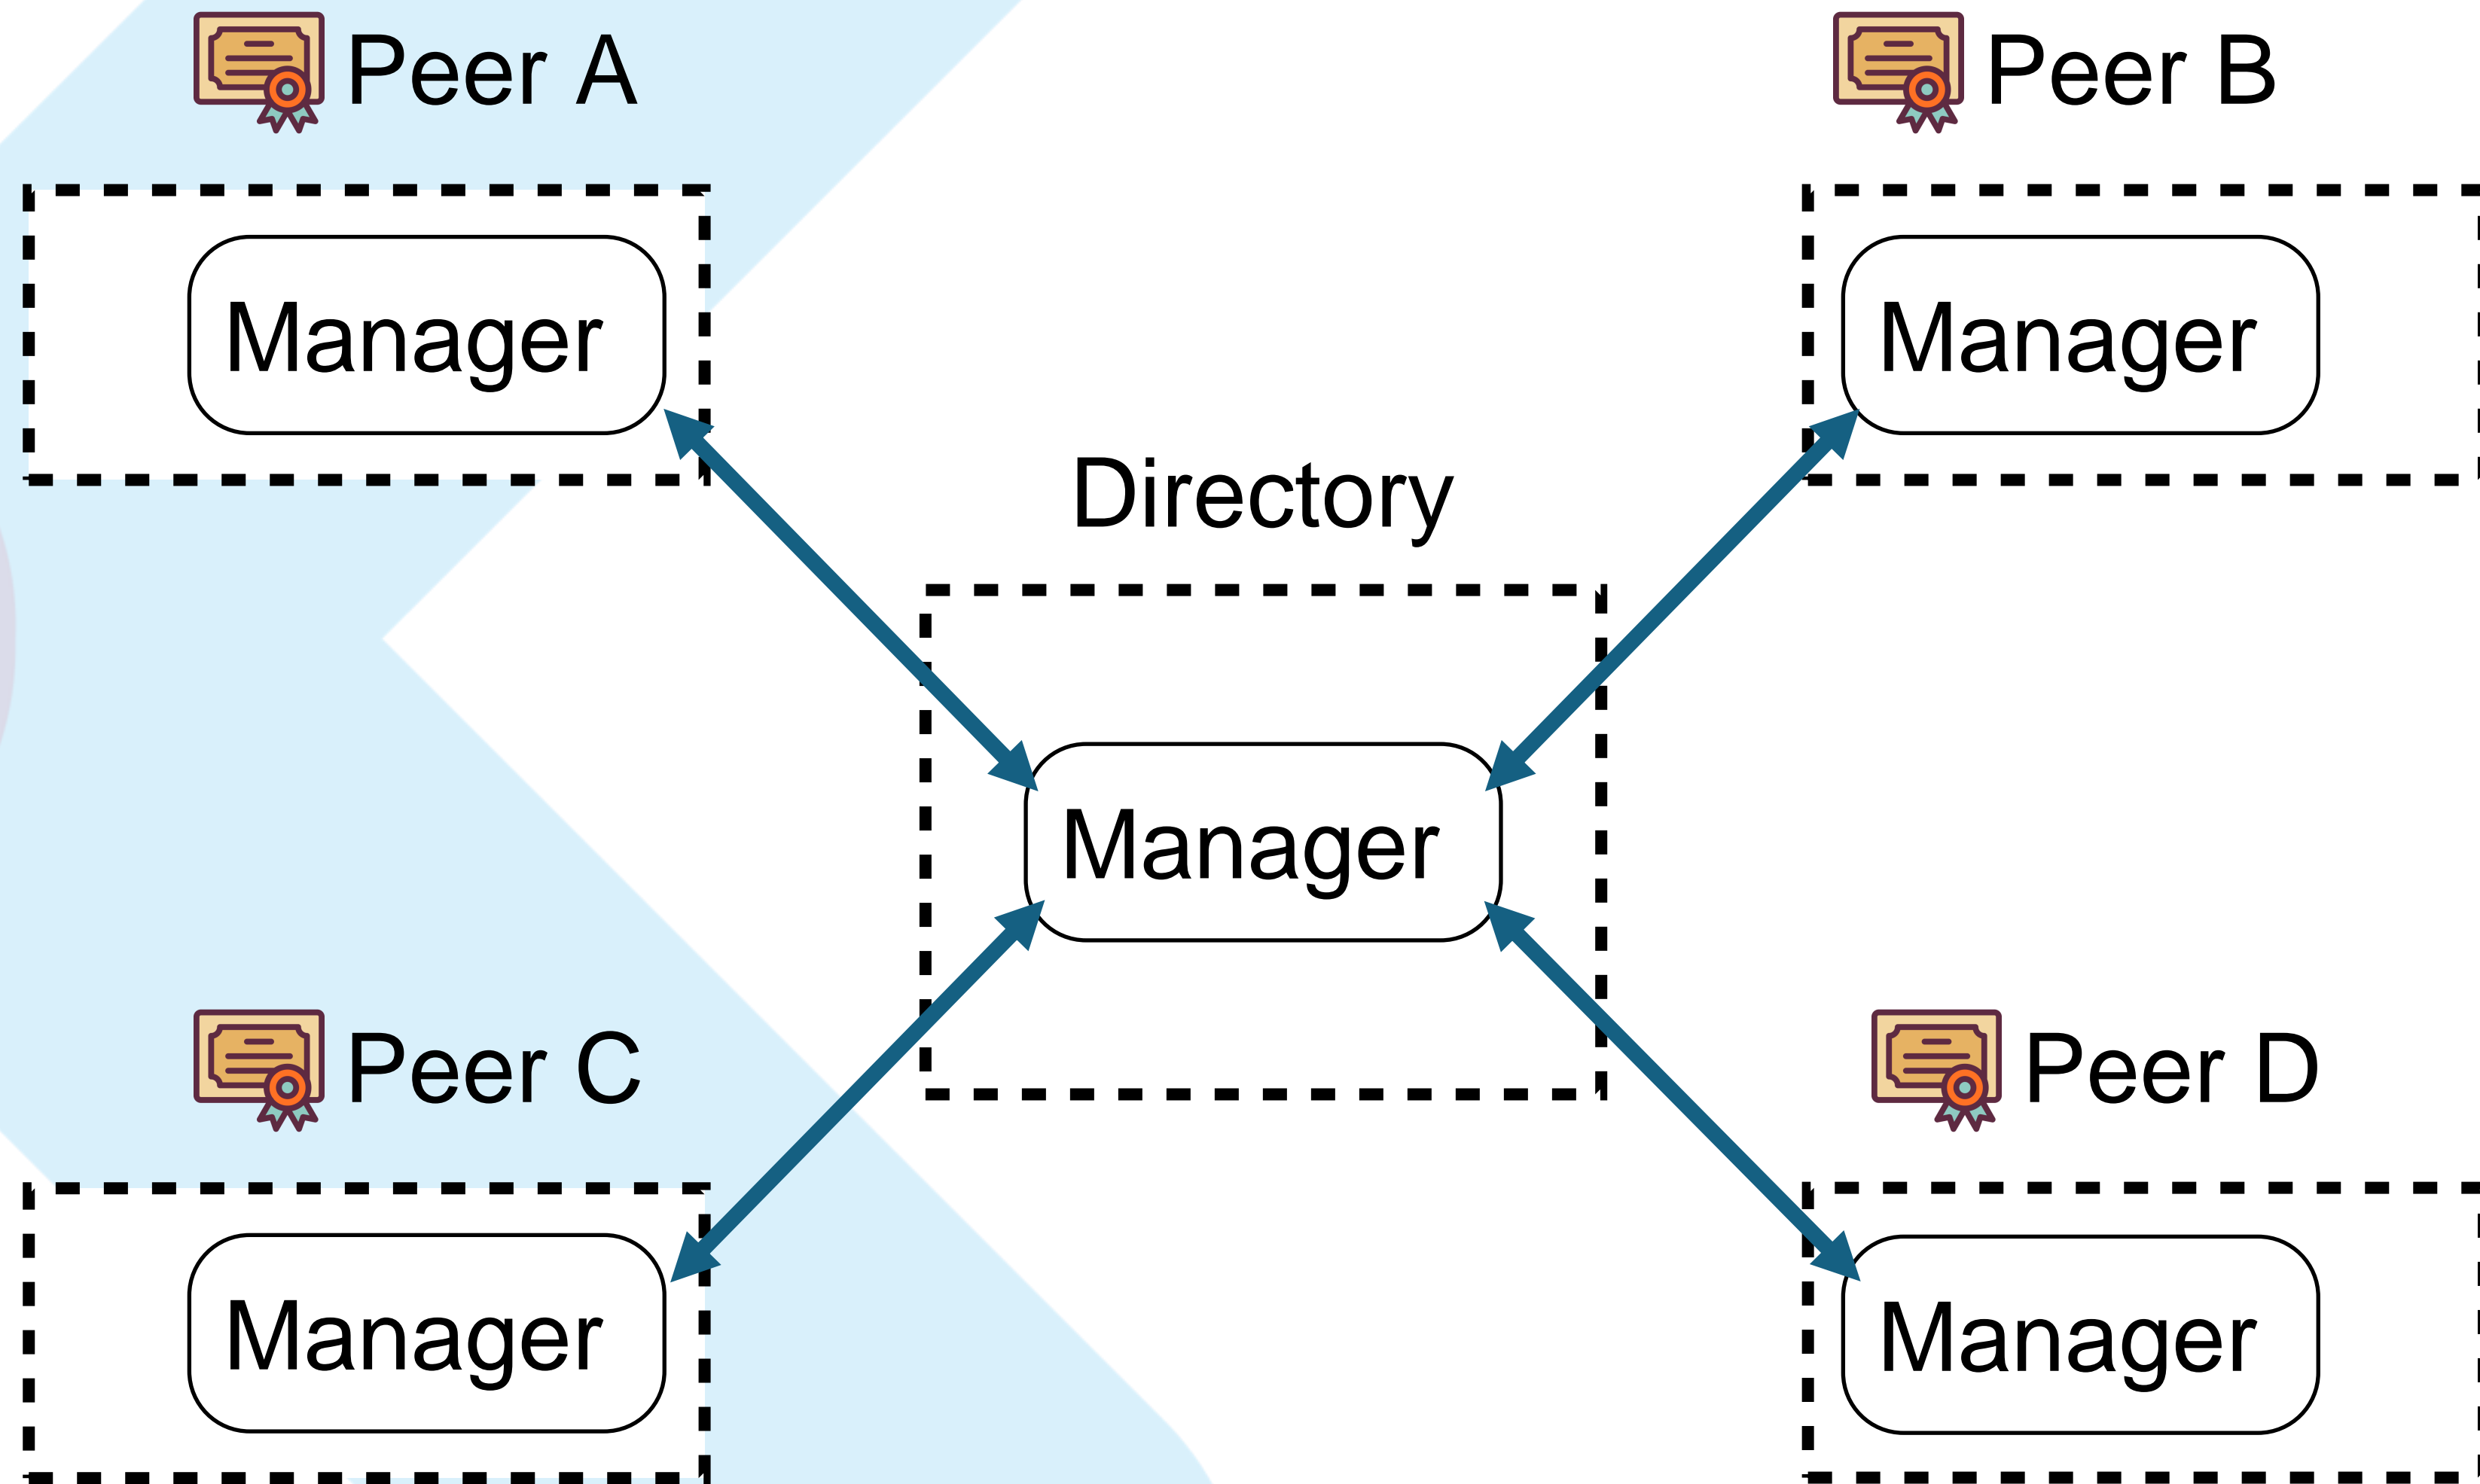 Peer A
Peer B
Manager
Manager
Directory
Manager
Peer C
Peer D
Manager
Manager